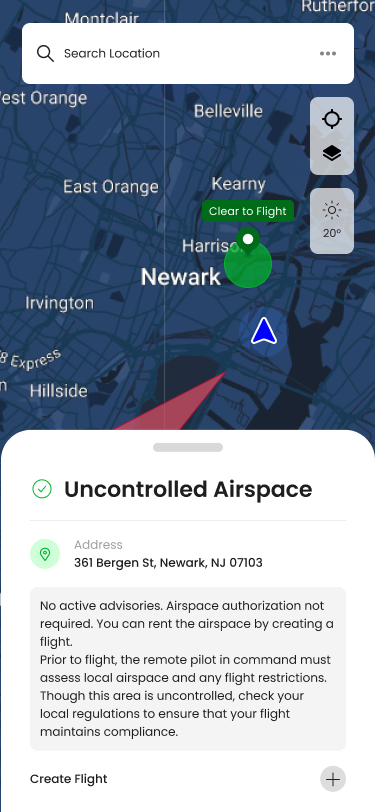 Montclair
Rutherfor
Search Location
est Orange
Belleville
East Orange
Kearny
Clear to Flight
20°
Harriso
Newark
Irvington
8 Express
n
Hillside
Uncontrolled Airspace
Address
361 Bergen St, Newark, NJ 07103
No active advisories. Airspace authorization not
required. You can rent the airspace by creating a
flight.
Prior to flight, the remote pilot in command must
assess local airspace and any flight restrictions.
Though this area is uncontrolled, check your
local regulations to ensure that your flight
maintains compliance.
Create Flight